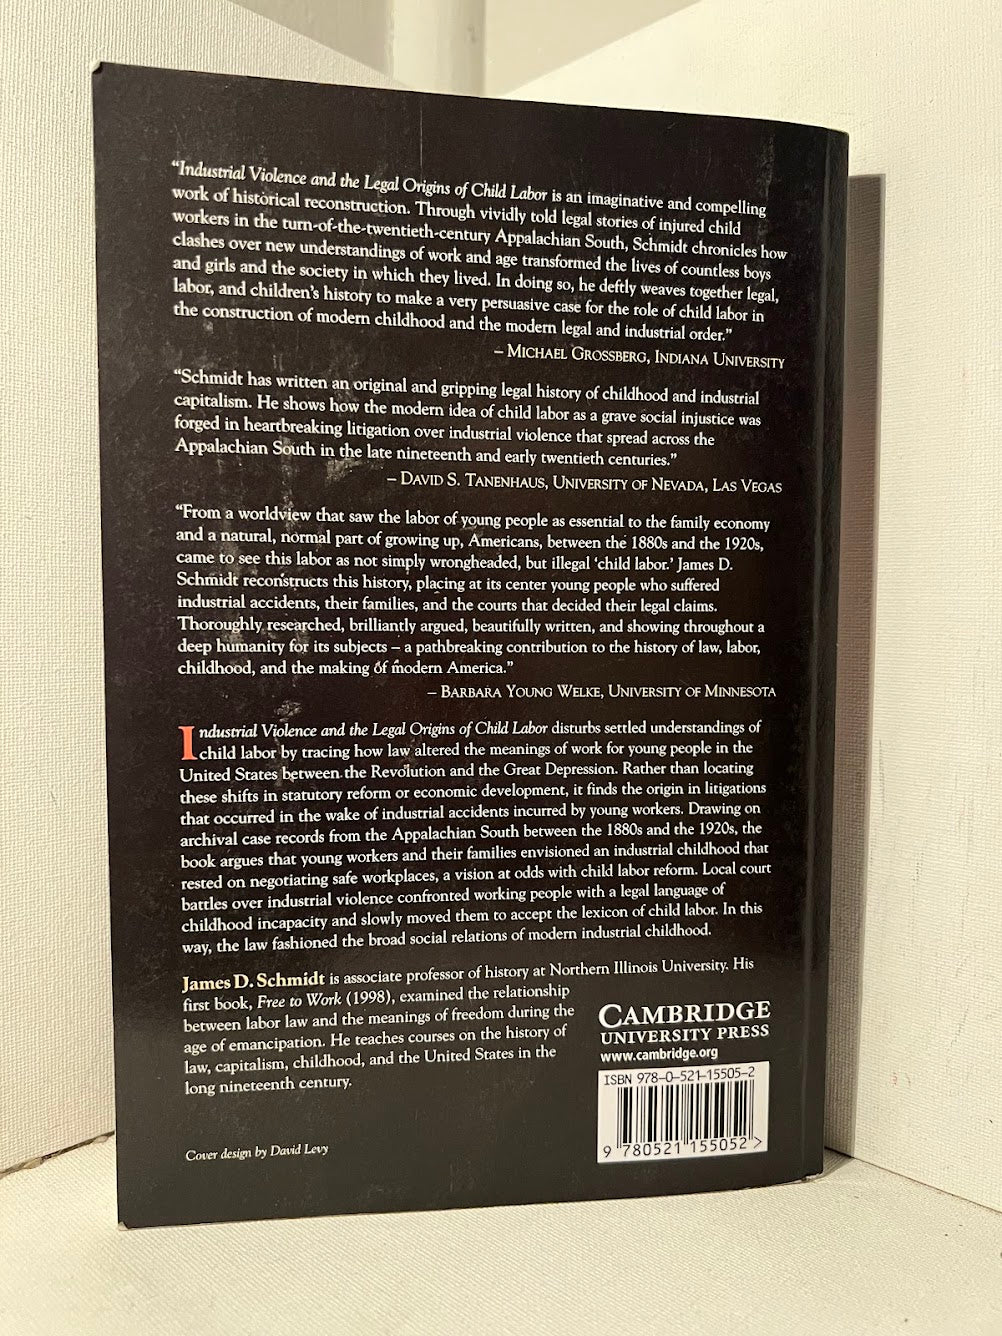 “Industrial Violence and the Legal Origins of Child Labor is an imaginative and compelling
work of historical reconstruction. Through vividly told legal stories of injured child
workers in the turn-of-the-twentieth-century Appalachian South, Schmidt chronicles how
clashes over new understandings of work and age transformed the lives of countless boys
and girls and the society in which they lived. In doing so, he deftly weaves together legal,
labor, and children’s history to make a very persuasive case for the role of child labor in
the construction of modern childhood and the modern legal and industrial order.”
– Michael Grossberg, Indiana University
“Schmidt has written an original and gripping legal history of childhood and industrial
capitalism. He shows how the modern idea of child labor as a grave social injustice was
forged in heartbreaking litigation over industrial violence that spread across the
Appalachian South in the late nineteenth and early twentieth centuries.”
– David S. Tanenhaus, University of Nevada, Las Vegas
“From a worldview that saw the labor of young people as essential to the family economy
and a natural, normal part of growing up, Americans, between the 1880s and the 1920s,
came to see this labor as not simply wrongheaded, but illegal ‘child labor.’ James D.
Schmidt reconstructs this history, placing at its center young people who suffered
industrial accidents, their families, and the courts that decided their legal claims.
Thoroughly researched, brilliantly argued, beautifully written, and showing throughout a
deep humanity for its subjects – a pathbreaking contribution to the history of law, labor,
childhood, and the making of modern America.”
– Barbara Young Welke, University of Minnesota
Industrial Violence and the Legal Origins of Child Labor disturbs settled understandings of
child labor by tracing how law altered the meanings of work for young people in the
United States between the Revolution and the Great Depression. Rather than locating
these shifts in statutory reform or economic development, it finds the origin in litigations
that occurred in the wake of industrial accidents incurred by young workers. Drawing on
archival case records from the Appalachian South between the 1880s and the 1920s, the
book argues that young workers and their families envisioned an industrial childhood that
rested on negotiating safe workplaces, a vision at odds with child labor reform. Local court
battles over industrial violence confronted working people with a legal language of
childhood incapacity and slowly moved them to accept the lexicon of child labor. In this
way, the law fashioned the broad social relations of modern industrial childhood.
James D. Schmidt is associate professor of history at Northern Illinois University. His
first book, Free to Work (1998), examined the relationship
between labor law and the meanings of freedom during the
age of emancipation. He teaches courses on the history of
law, capitalism, childhood, and the United States in the
long nineteenth century.
Cover design by David Levy
CAMBRIDGE
UNIVERSITY PRESS
www.cambridge.org
ISBN 978-0-521-15505-2
9 780521 155052 >